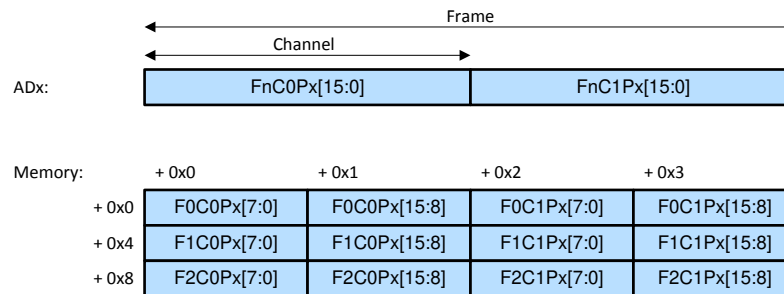 Frame
Channel
ADx: FnC0Px[15:0] FnC1Px[15:0]
Memory: + 0x0 + 0x1 + 0x2 + 0x3
+ 0x0 F0C0Px[7:0] F0C0Px[15:8] F0C1Px[7:0] F0C1Px[15:8]
+ 0x4 F1C0Px[7:0] F1C0Px[15:8] F1C1Px[7:0] F1C1Px[15:8]
+ 0x8 F2C0Px[7:0] F2C0Px[15:8] F2C1Px[7:0] F2C1Px[15:8]